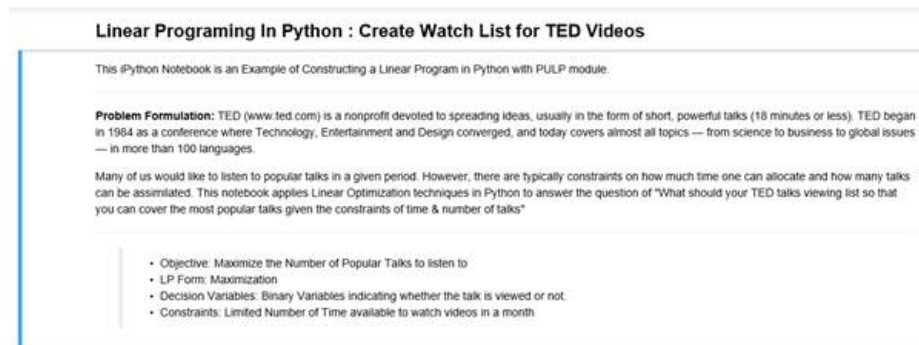 Linear Programing In Python : Create Watch List for TED Videos
This iPython Notebook is an Example of Constructing a Linear Program in Python with PULP module.
Problem Formulation: TED (www.ted.com) is a nonprofit devoted to spreading ideas, usually in the form of short, powerful talks (18 minutes or less). TED began
in 1984 as a conference where Technology, Entertainment and Design converged, and today covers almost all topics — from science to business to global issues
— in more than 100 languages.
Many of us would like to listen to popular talks in a given period. However, there are typically constraints on how much time one can allocate and how many talks
can be assimilated. This notebook applies Linear Optimization techniques in Python to answer the question of "What should your TED talks viewing list so that
you can cover the most popular talks given the constraints of time & number of talks"
• Objective: Maximize the Number of Popular Talks to listen to
• LP Form: Maximization
• Decision Variables: Binary Variables indicating whether the talk is viewed or not.
• Constraints: Limited Number of Time available to watch videos in a month